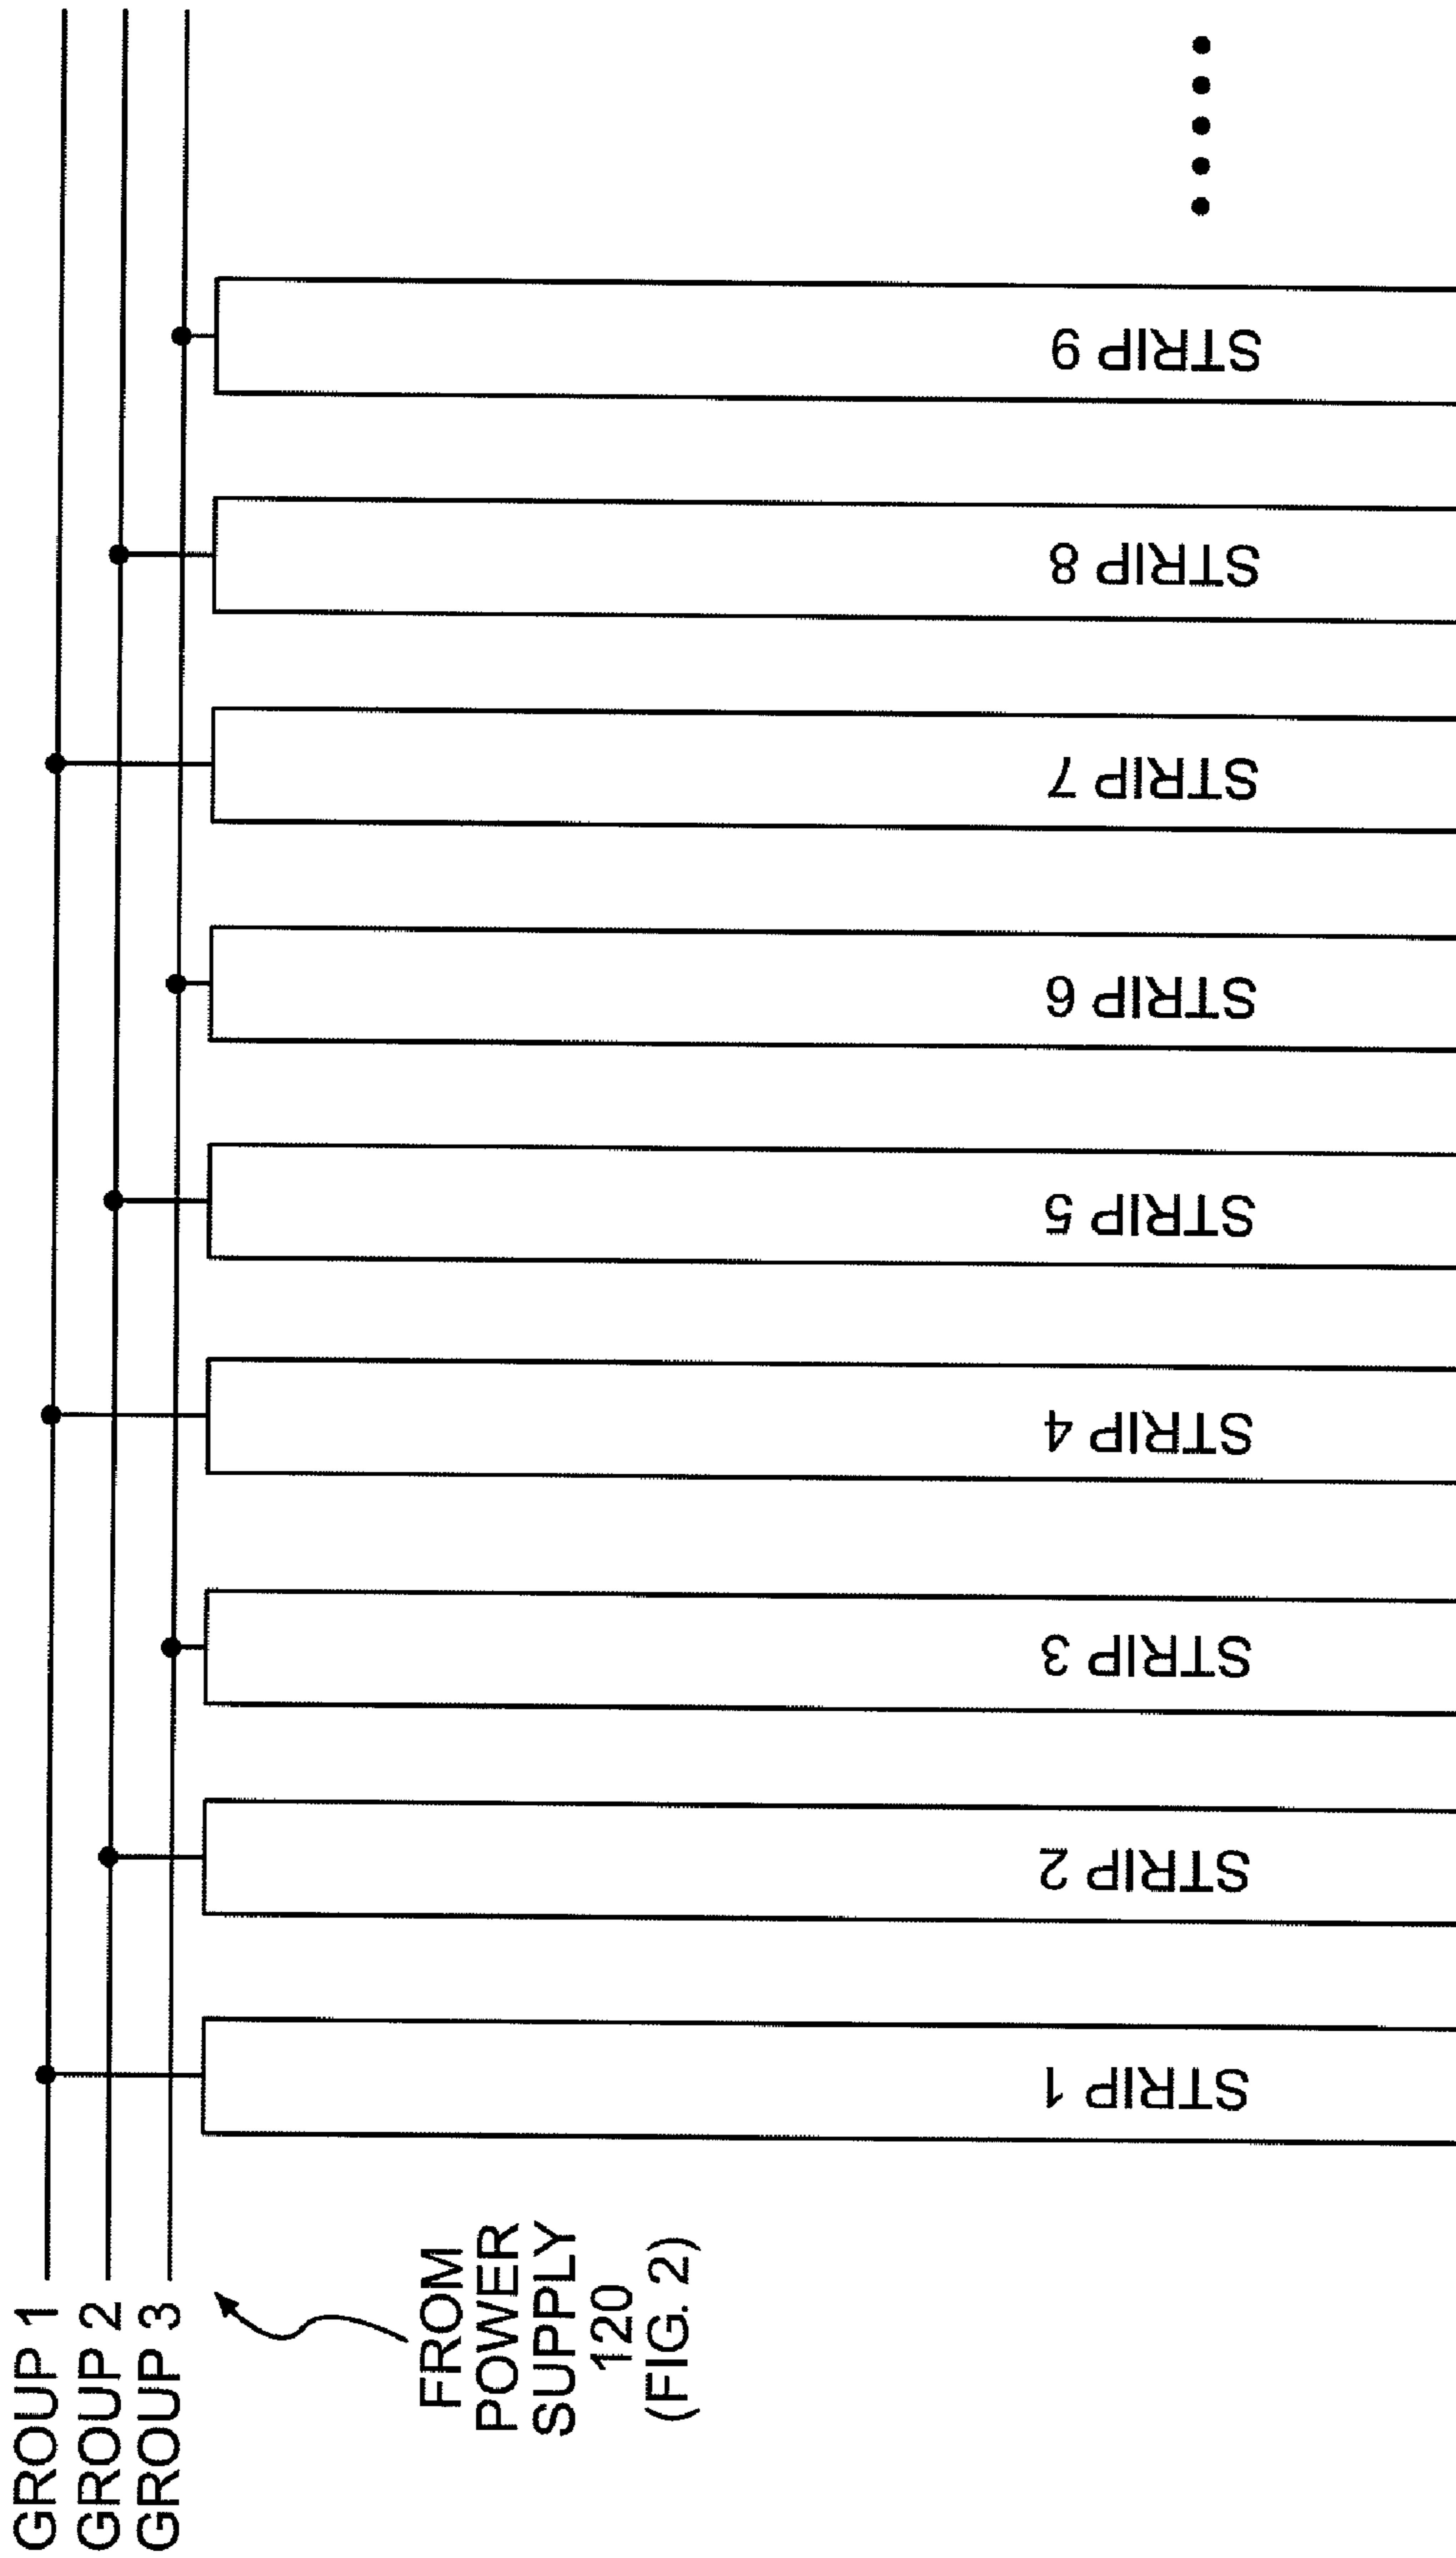 GROUP 1
GROUP 2
GROUP 3
FROM
POWER
SUPPLY
120
(FIG. 2)
STRIP 1
STRIP 2
STRIP 3
STRIP 4
STRIP 5
STRIP 6
STRIP 7
STRIP 8
STRIP 9